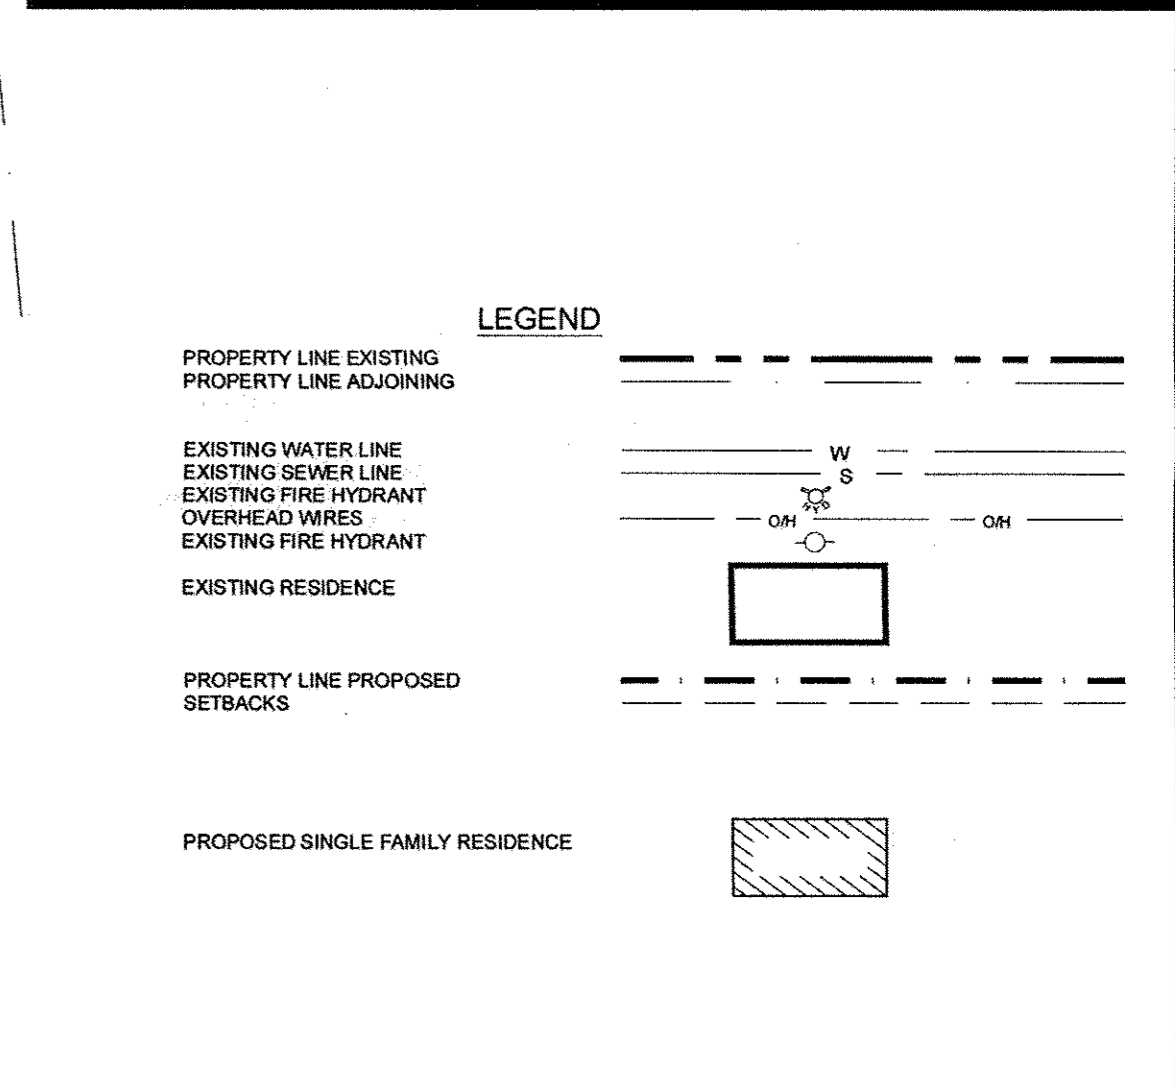 LEGEND
PROPERTY LINE EXISTING
PROPERTY LINE ADJOINING
EXISTING WATER LINE W
EXISTING SEWER LINE S
EXISTING FIRE HYDRANT HYD
OVERHEAD WIRES O/H O/H
EXISTING FIRE HYDRANT
EXISTING RESIDENCE
PROPERTY LINE PROPOSED
SETBACKS
PROPOSED SINGLE FAMILY RESIDENCE